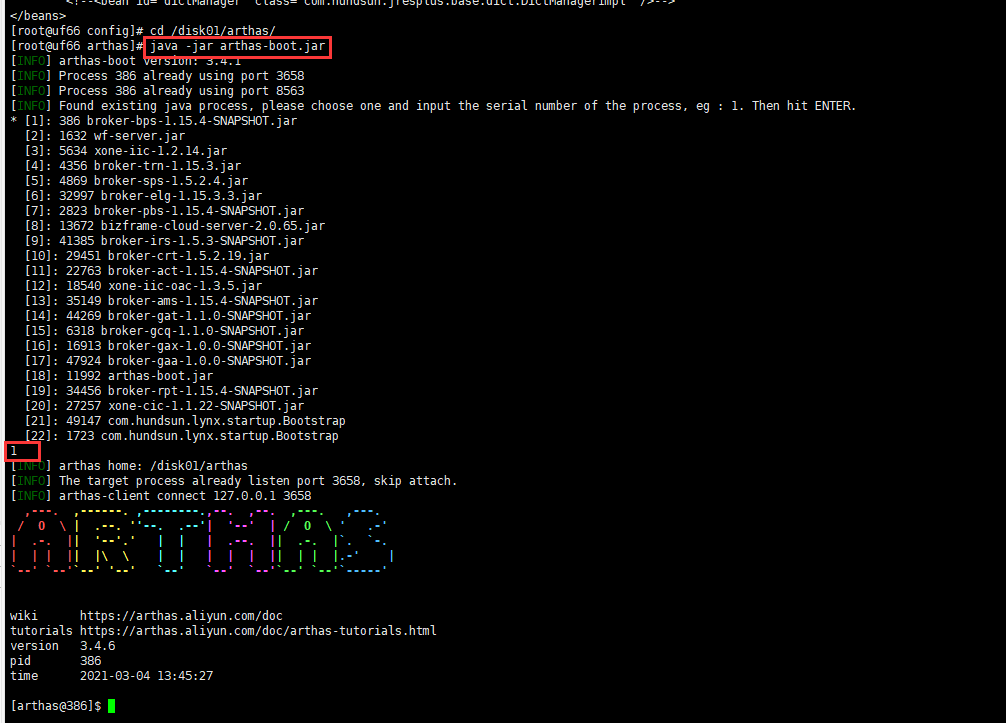 <!--<bean id="dictManager" class="com.hundsun.jresplus.base.dict.DictManagerImpl" />-->
</beans>
[root@uf66 config]# cd /disk01/arthas/
[root@uf66 arthas]# java -jar arthas-boot.jar
[INFO] arthas-boot version: 3.4.1
[INFO] Process 386 already using port 3658
[INFO] Process 386 already using port 8563
[INFO] Found existing java process, please choose one and input the serial number of the process, eg : 1. Then hit ENTER.
* [1]: 386 broker-bps-1.15.4-SNAPSHOT.jar
[2]: 1632 wf-server.jar
[3]: 5634 xone-iic-1.2.14.jar
[4]: 4356 broker-trn-1.15.3.jar
[5]: 4869 broker-sps-1.5.2.4.jar
[6]: 32997 broker-elg-1.15.3.3.jar
[7]: 2823 broker-pbs-1.15.4-SNAPSHOT.jar
[8]: 13672 bizframe-cloud-server-2.0.65.jar
[9]: 41385 broker-irs-1.5.3-SNAPSHOT.jar
[10]: 29451 broker-crt-1.5.2.19.jar
[11]: 22763 broker-act-1.15.4-SNAPSHOT.jar
[12]: 18540 xone-iic-oac-1.3.5.jar
[13]: 35149 broker-ams-1.15.4-SNAPSHOT.jar
[14]: 44269 broker-gat-1.1.0-SNAPSHOT.jar
[15]: 6318 broker-gcq-1.1.0-SNAPSHOT.jar
[16]: 16913 broker-gax-1.0.0-SNAPSHOT.jar
[17]: 47924 broker-gaa-1.0.0-SNAPSHOT.jar
[18]: 11992 arthas-boot.jar
[19]: 34456 broker-rpt-1.15.4-SNAPSHOT.jar
[20]: 27257 xone-cic-1.1.22-SNAPSHOT.jar
[21]: 49147 com.hundsun.lynx.startup.Bootstrap
[22]: 1723 com.hundsun.lynx.startup.Bootstrap
1
[INFO] arthas home: /disk01/arthas
[INFO] The target process already listen port 3658, skip attach.
[INFO] arthas-client connect 127.0.0.1 3658
ARTHAS
wiki https://arthas.aliyun.com/doc
tutorials https://arthas.aliyun.com/doc/arthas-tutorials.html
version 3.4.6
pid 386
time 2021-03-04 13:45:27
[arthas@386]$